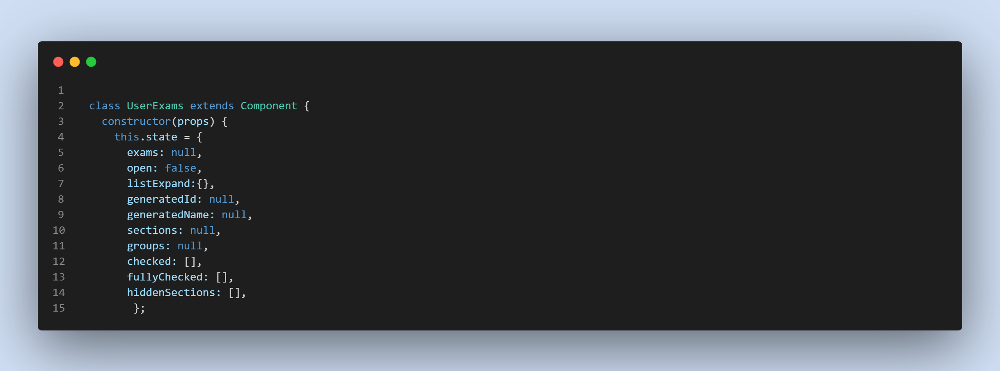 1
2 class UserExams extends Component {
3 constructor(props) {
4 this.state = {
5 exams: null,
6 open: false,
7 listExpand:{},
8 generatedId: null,
9 generatedName: null,
10 sections: null,
11 groups: null,
12 checked: [],
13 fullyChecked: [],
14 hiddenSections: [],
15 };